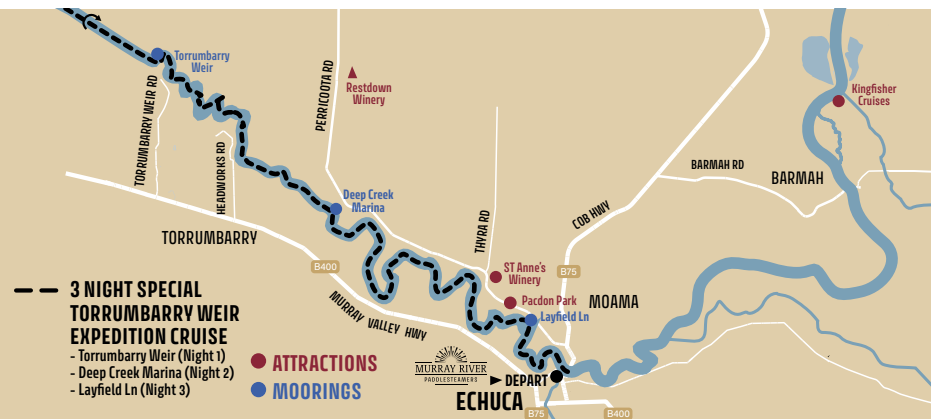 Torrumbarry
Weir
TORRUMBARRY WEIR RD
HEADWORKS RD
PERRICOOTA RD
Restdown
Winery
Kingfisher
Cruises
BARMAH RD
BARMAH
COB HWY
THYRA RD
Deep Creek
Marina
TORRUMBARRY
B400
MURRAY VALLEY HWY
ST Anne's
Winery
B75
Pacdon Park
MOAMA
Layfield Ln
3 NIGHT SPECIAL
TORRUMBARRY WEIR
EXPEDITION CRUISE
- Torrumbarry Weir (Night 1)
- Deep Creek Marina (Night 2)
- Layfield Ln (Night 3)
ATTRACTIONS
MOORINGS
MURRAY RIVER
PADDLESTEAMERS
DEPART
ECHUCA
B75
B400